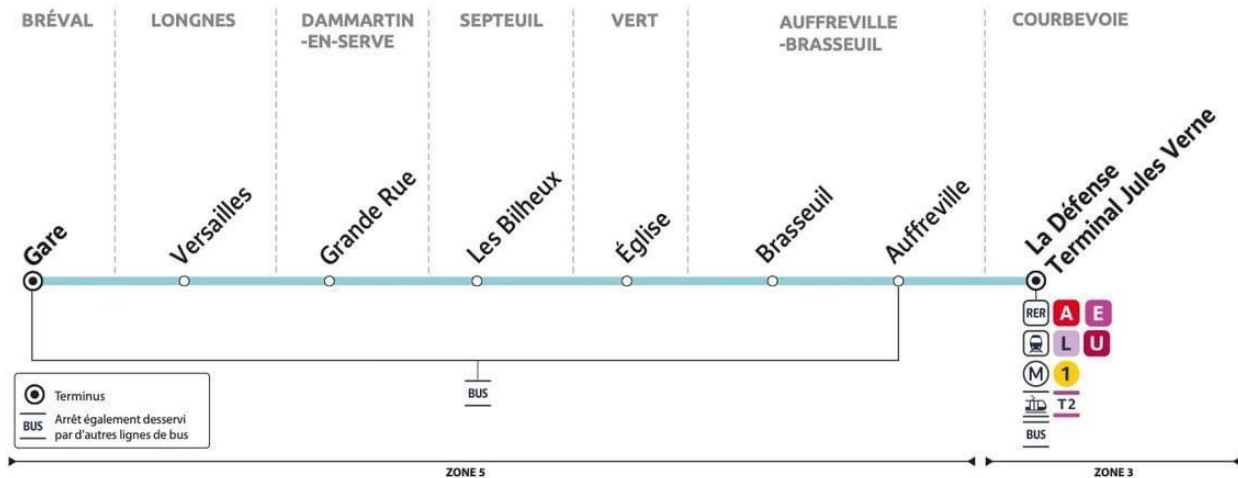 BRÉVAL
LONGNES
DAMMARTIN
-EN-SERVE
SEPTEUIL
VERT
AUFFREVILLE
-BRASSEUIL
COURBEVOIE
Gare
Versailles
Grande Rue
Les Bilheux
Église
Brasseuil
Auffreville
La Défense
Terminal Jules Verne
RER A E
L U
M 1
T2
BUS
BUS
Terminus
BUS Arrêt également desservi
par d'autres lignes de bus
ZONE 5
ZONE 3